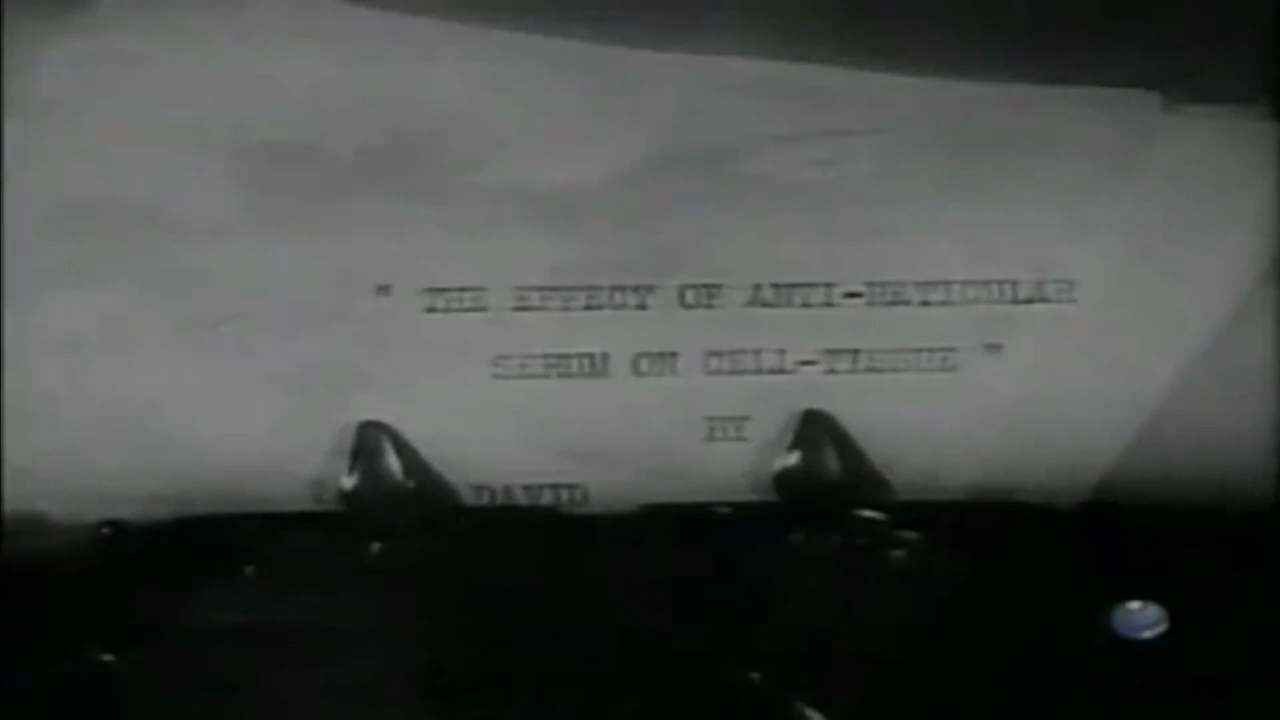 " THE EFFECT OF ANTI-RETICULAR
SERUM ON CELL-TISSUE "
BY
DAVID